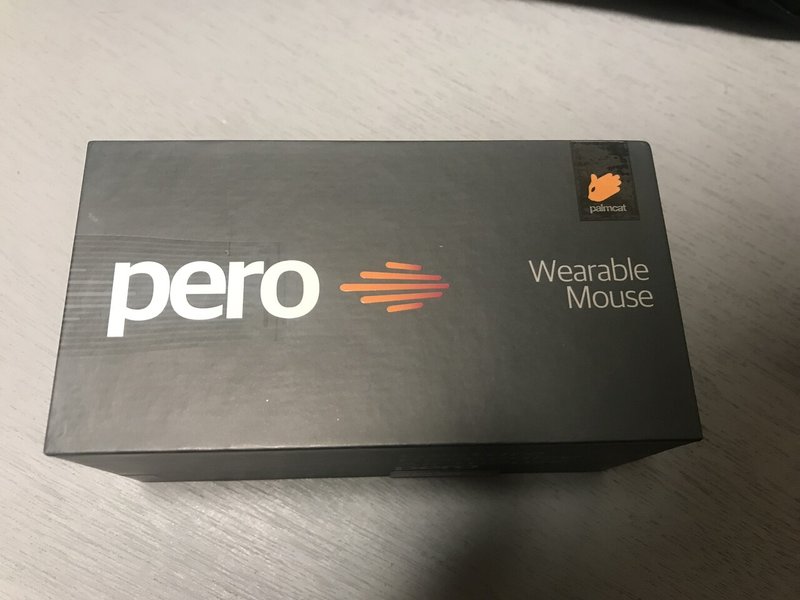 palmcat
pero
Wearable
Mouse